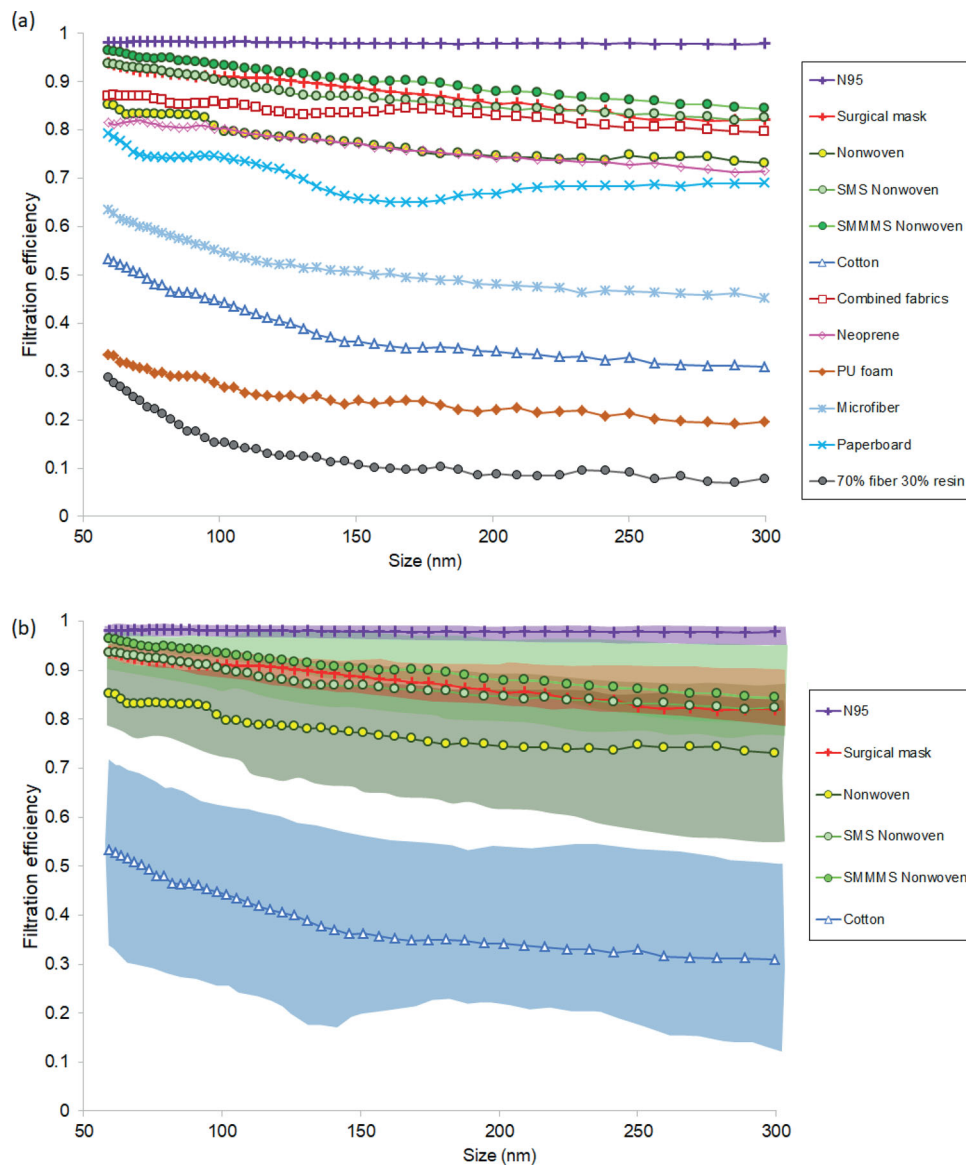 (a)
Filtration efficiency
1
0.9
0.8
0.7
0.6
0.5
0.4
0.3
0.2
0.1
0
50
100
150
200
250
300
Size (nm)
N95
Surgical mask
Nonwoven
SMS Nonwoven
SMMMS Nonwoven
Cotton
Combined fabrics
Neoprene
PU foam
Microfiber
Paperboard
70% fiber 30% resin
(b)
Filtration efficiency
1
0.9
0.8
0.7
0.6
0.5
0.4
0.3
0.2
0.1
0
50
100
150
200
250
300
Size (nm)
N95
Surgical mask
Nonwoven
SMS Nonwoven
SMMMS Nonwoven
Cotton